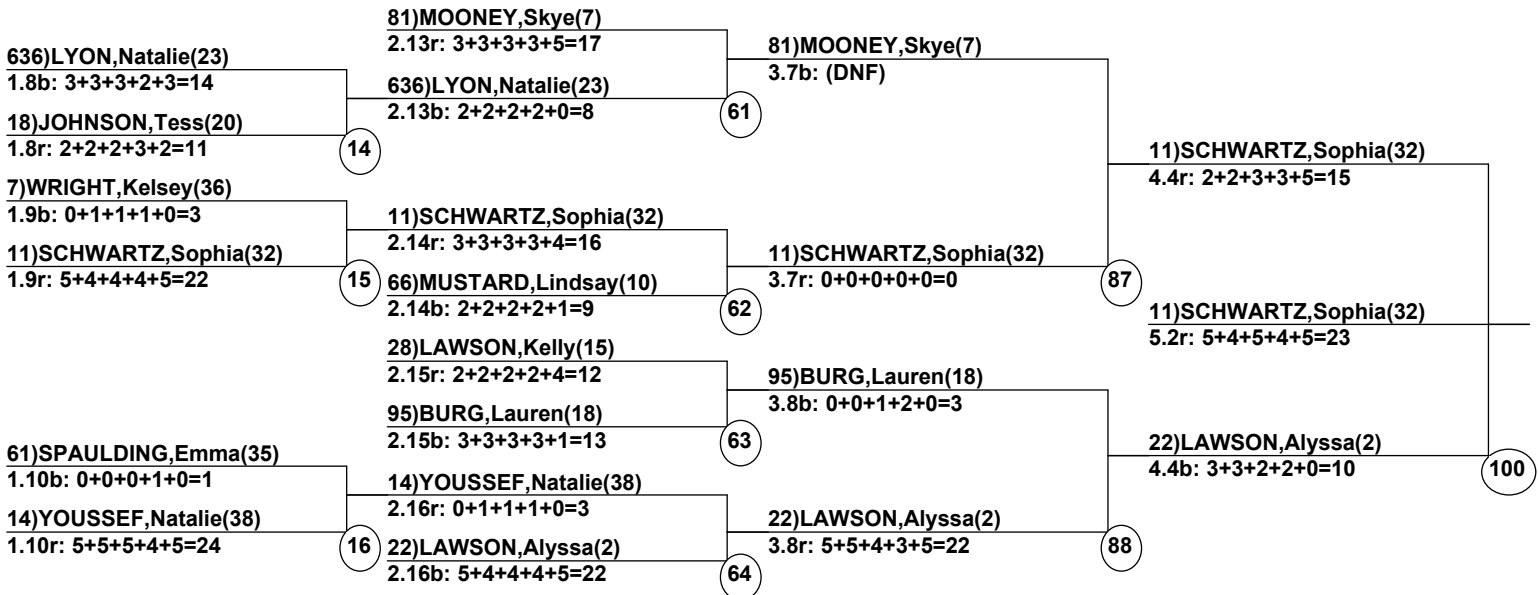 636)LYON,Natalie(23)
1.8b: 3+3+3+2+3=14
18)JOHNSON,Tess(20)
1.8r: 2+2+2+3+2=11
14
7)WRIGHT,Kelsey(36)
1.9b: 0+1+1+1+0=3
11)SCHWARTZ,Sophia(32)
1.9r: 5+4+4+4+5=22
15
61)SPAULDING,Emma(35)
1.10b: 0+0+0+1+0=1
14)YOUSSEF,Natalie(38)
1.10r: 5+5+5+4+5=24
16
81)MOONEY,Skye(7)
2.13r: 3+3+3+3+5=17
636)LYON,Natalie(23)
2.13b: 2+2+2+2+0=8
61
11)SCHWARTZ,Sophia(32)
2.14r: 3+3+3+3+4=16
66)MUSTARD,Lindsay(10)
2.14b: 2+2+2+2+1=9
62
28)LAWSON,Kelly(15)
2.15r: 2+2+2+2+4=12
95)BURG,Lauren(18)
2.15b: 3+3+3+3+1=13
63
14)YOUSSEF,Natalie(38)
2.16r: 0+1+1+1+0=3
22)LAWSON,Alyssa(2)
2.16b: 5+4+4+4+5=22
64
81)MOONEY,Skye(7)
3.7b: (DNF)
11)SCHWARTZ,Sophia(32)
3.7r: 0+0+0+0+0=0
87
95)BURG,Lauren(18)
3.8b: 0+0+1+2+0=3
22)LAWSON,Alyssa(2)
3.8r: 5+5+4+3+5=22
88
11)SCHWARTZ,Sophia(32)
4.4r: 2+2+3+3+5=15
22)LAWSON,Alyssa(2)
4.4b: 3+3+2+2+0=10
100
11)SCHWARTZ,Sophia(32)
5.2r: 5+4+5+4+5=23